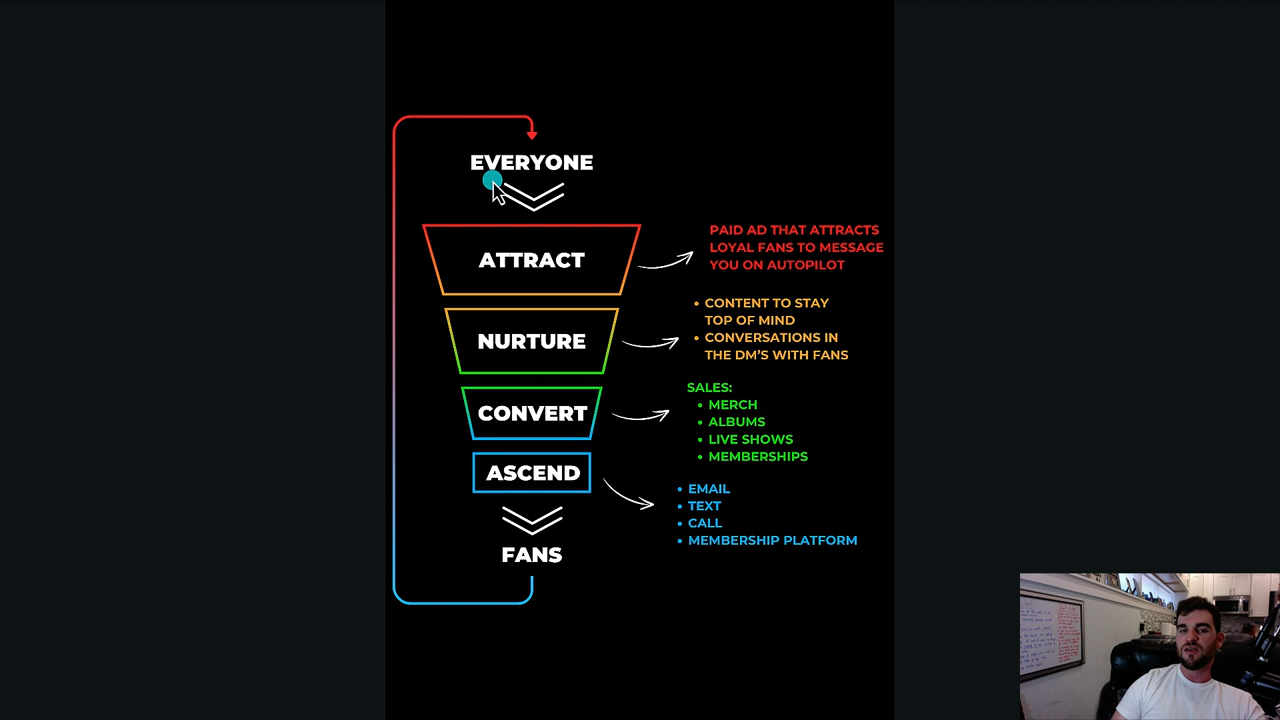 EVERYONE
ATTRACT
PAID AD THAT ATTRACTS
LOYAL FANS TO MESSAGE
YOU ON AUTOPILOT
NURTURE
• CONTENT TO STAY
TOP OF MIND
• CONVERSATIONS IN
THE DM'S WITH FANS
CONVERT
SALES:
• MERCH
• ALBUMS
• LIVE SHOWS
• MEMBERSHIPS
ASCEND
• EMAIL
• TEXT
• CALL
• MEMBERSHIP PLATFORM
FANS